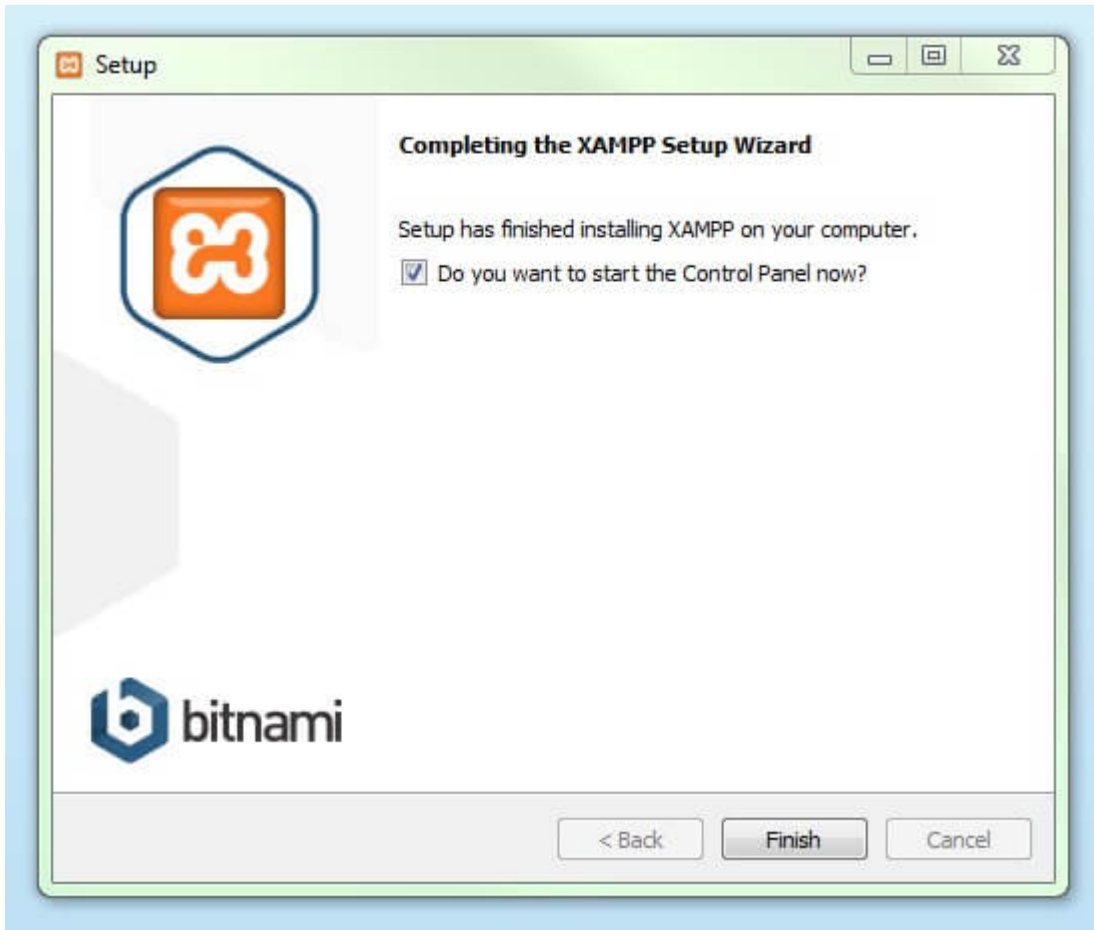 Setup
Completing the XAMPP Setup Wizard
Setup has finished installing XAMPP on your computer.
Do you want to start the Control Panel now?
bitnami
< Back Finish Cancel